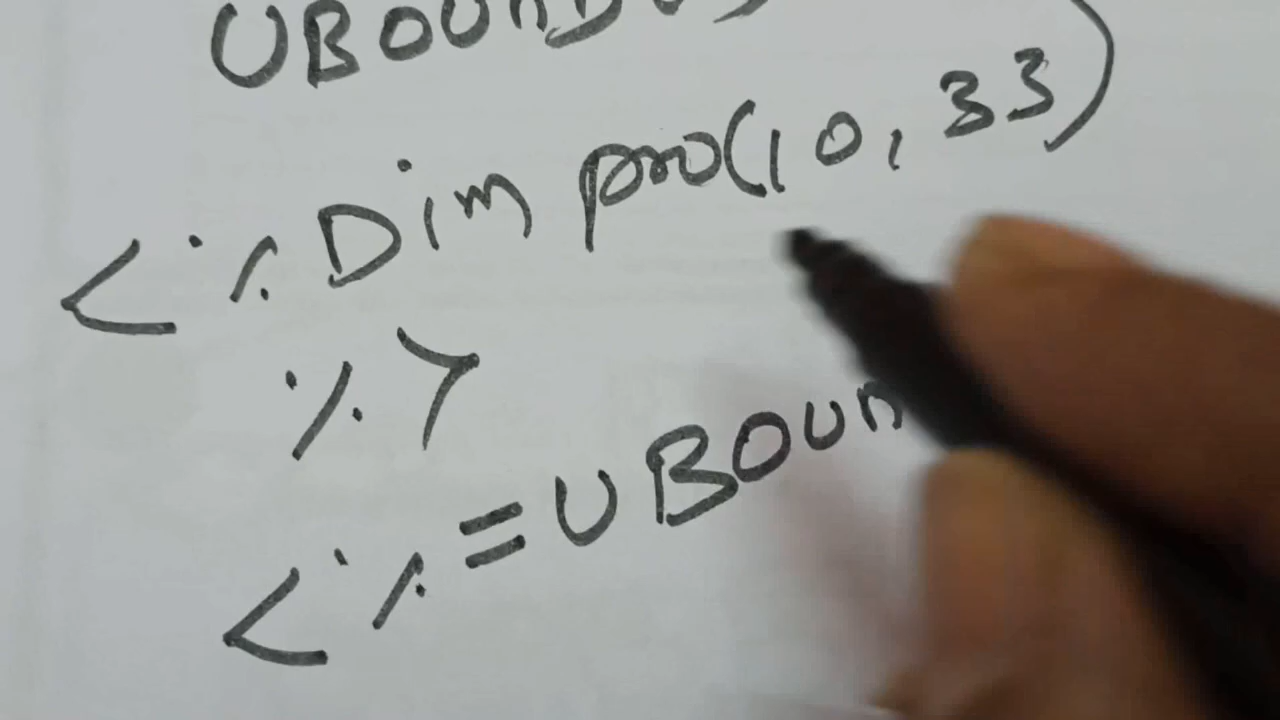 UBOUND
<% Dim pro(10, 33)
%>
<% =UBOUN